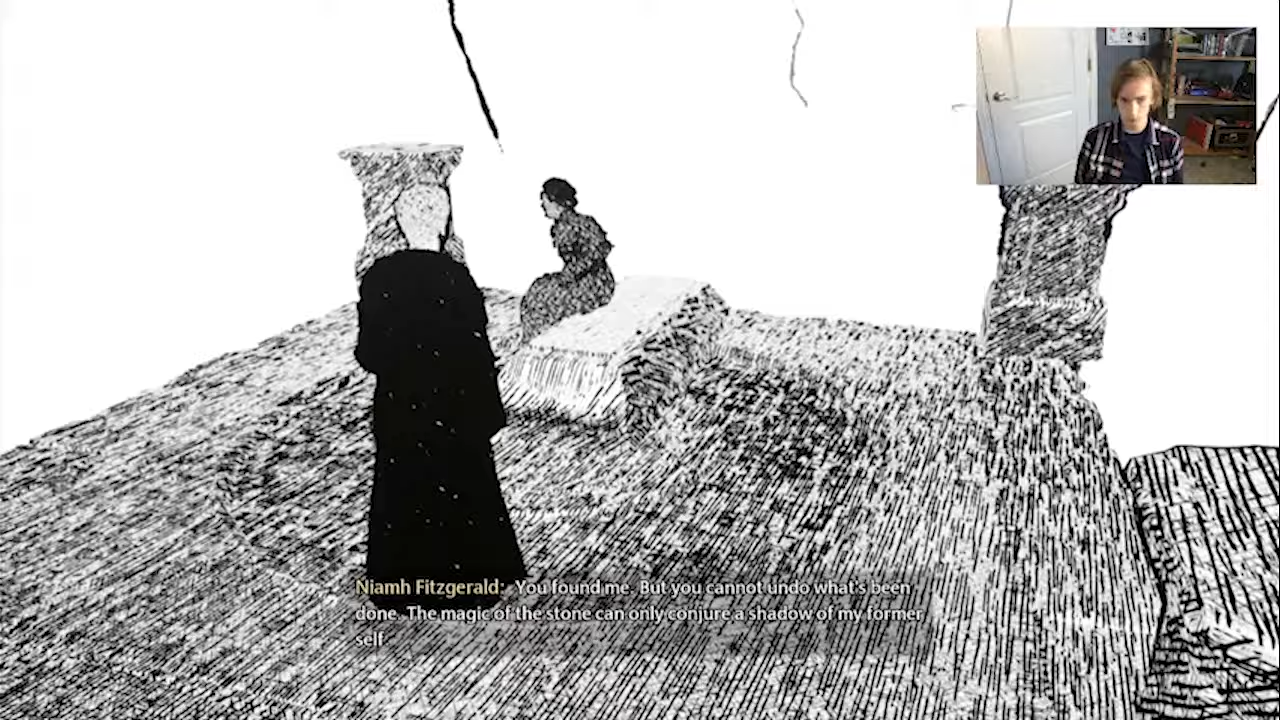 Niamh Fitzgerald: You found me. But you cannot undo what's been
done. The magic of the stone can only conjure a shadow of my former
self.